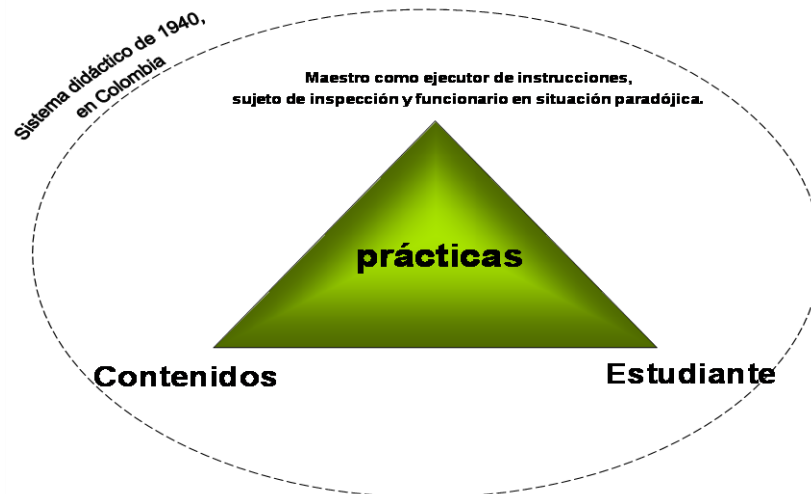 Sistema didáctico de 1940,
en Colombia
Maestro como ejecutor de instrucciones,
sujeto de inspección y funcionario en situación paradójica.
prácticas
Contenidos
Estudiante